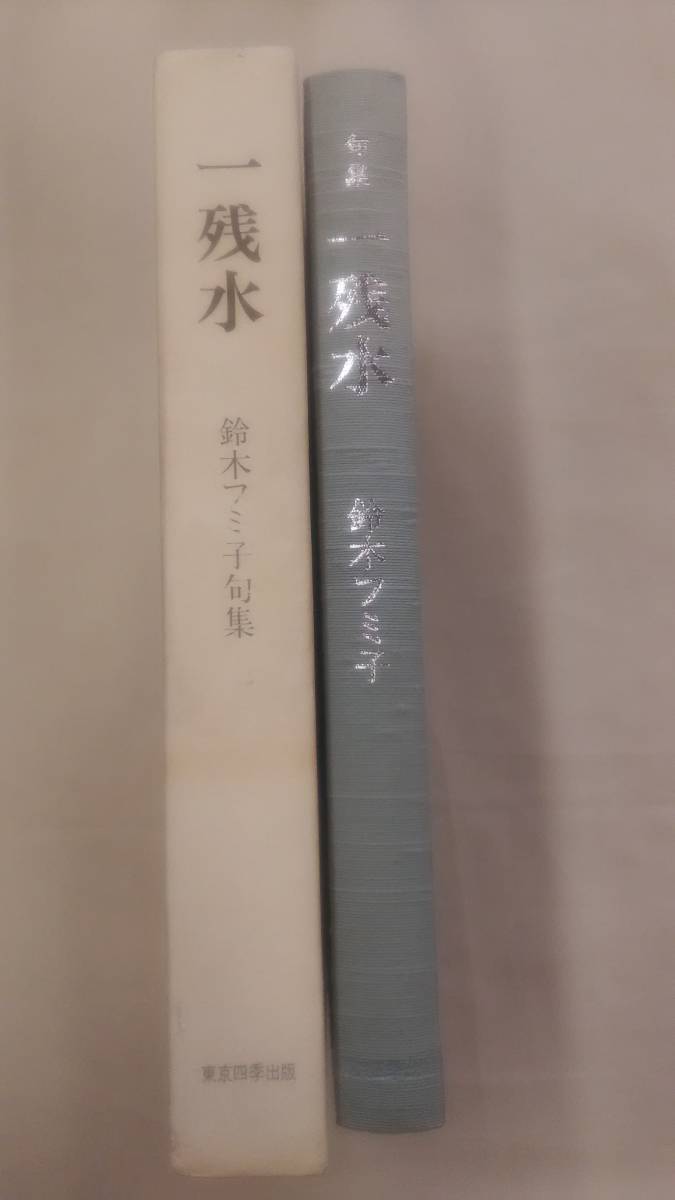 一残水
鈴木フミ子句集
東京四季出版
句集
一残水
鈴木フミ子